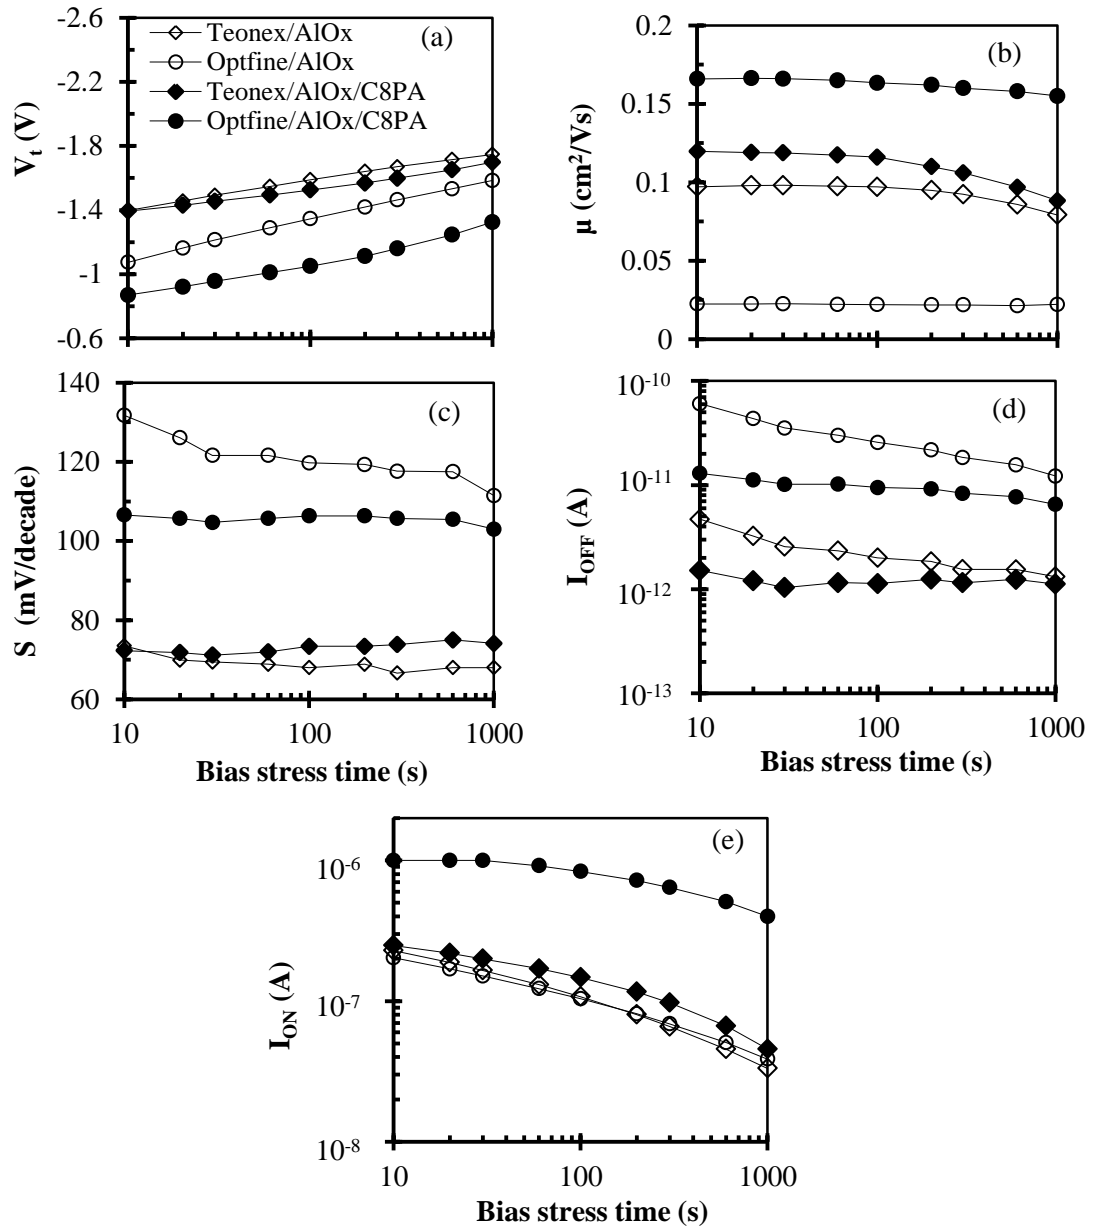 -2.6
-2.2
-1.8
-1.4
-1
-0.6
V_t (V)
Teonex/AlOx
Optfine/AlOx
Teonex/AlOx/C8PA
Optfine/AlOx/C8PA
(a)
0.2
0.15
0.1
0.05
0
μ (cm²/Vs)
(b)
140
120
100
80
60
S (mV/decade)
(c)
10
100
1000
Bias stress time (s)
10⁻¹⁰
10⁻¹¹
10⁻¹²
10⁻¹³
I_OFF (A)
(d)
10
100
1000
Bias stress time (s)
10⁻⁶
10⁻⁷
10⁻⁸
I_ON (A)
(e)
10
100
1000
Bias stress time (s)